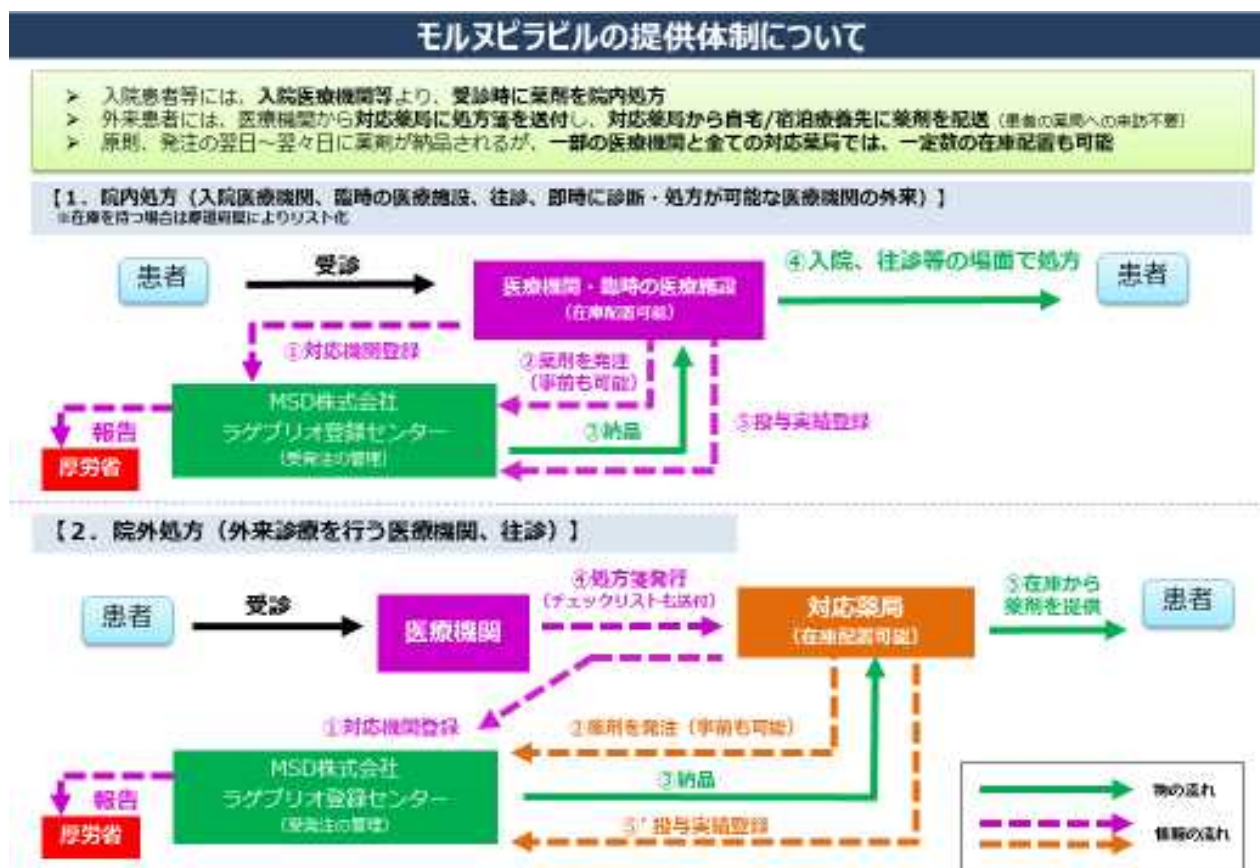 モルヌピラビルの提供体制について
➢ 入院患者等には、入院医療機関等より、受診時に薬剤を院内処方
➢ 外来患者には、医療機関から対応薬局に処方箋を送付し、対応薬局から自宅/宿泊療養先に薬剤を配送（患者の薬局への来訪不要）
➢ 原則、発注の翌日～翌々日に薬剤が納品されるが、一部の医療機関と全ての対応薬局では、一定数の在庫配置も可能
【１．院内処方（入院医療機関、臨時の医療施設、往診、即時に診断・処方が可能な医療機関の外来）】
※在庫を持つ場合は都道府県によりリスト化
患者
受診
医療機関・臨時の医療施設
（在庫配置可能）
④入院、往診等の場面で処方
患者
①対応機関登録
②薬剤を発注
（事前も可能）
MSD株式会社
ラゲブリオ登録センター
（受発注の管理）
③納品
⑤投与実績登録
報告
厚労省
【２．院外処方（外来診療を行う医療機関、往診）】
患者
受診
医療機関
④処方箋発行
（チェックリストも送付）
対応薬局
（在庫配置可能）
⑤在庫から
薬剤を提供
患者
①対応機関登録
②薬剤を発注（事前も可能）
MSD株式会社
ラゲブリオ登録センター
（受発注の管理）
③納品
⑤’投与実績登録
報告
厚労省
物の流れ
情報の流れ